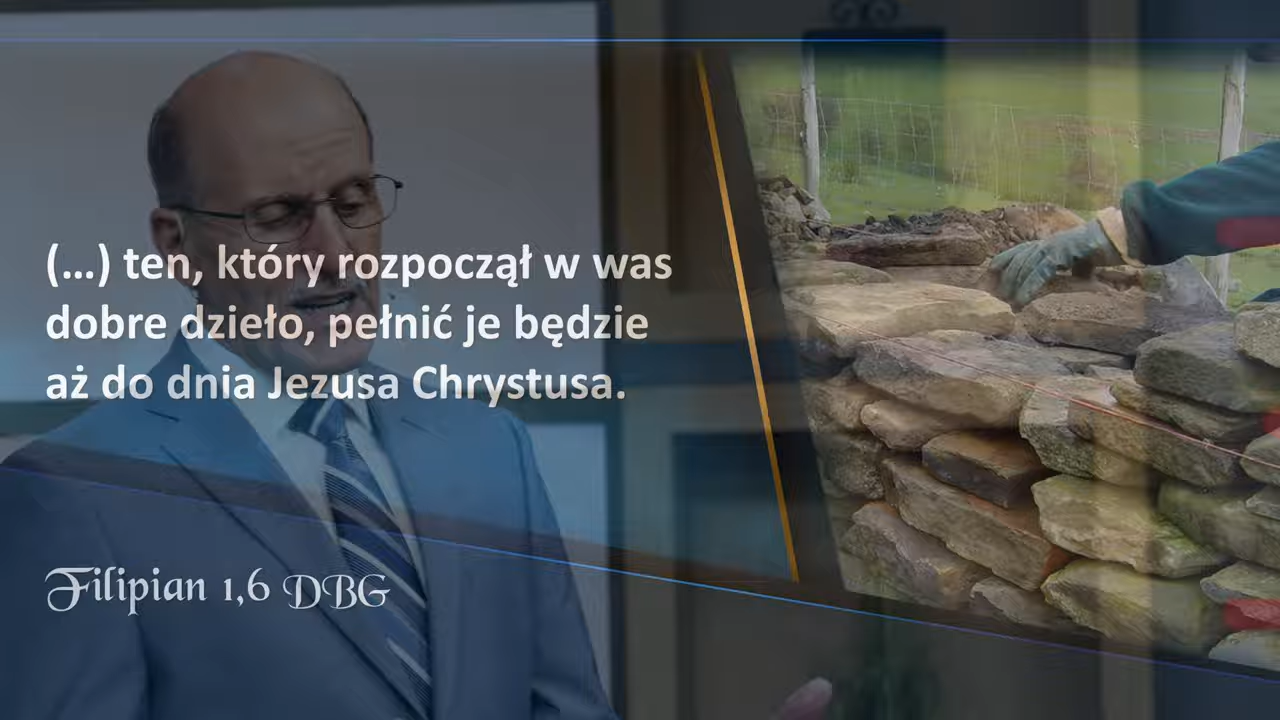 (…) ten, który rozpoczął w was
dobre dzieło, pełnić je będzie
aż do dnia Jezusa Chrystusa.
Filipian 1,6 DBG